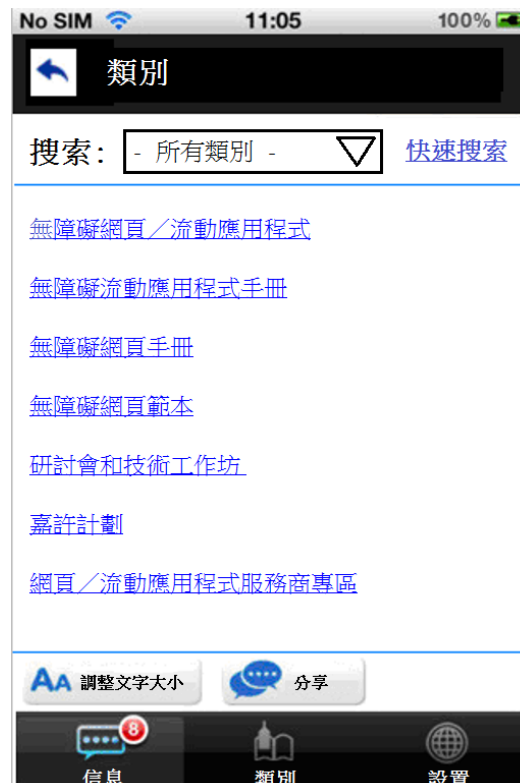 No SIM 11:05 100%
類別
搜索： - 所有類別 - 快速搜索
無障礙網頁／流動應用程式
無障礙流動應用程式手冊
無障礙網頁手冊
無障礙網頁範本
研討會和技術工作坊
嘉許計劃
網頁／流動應用程式服務商專區
AA 調整文字大小 分享
8
信息 類別 設置